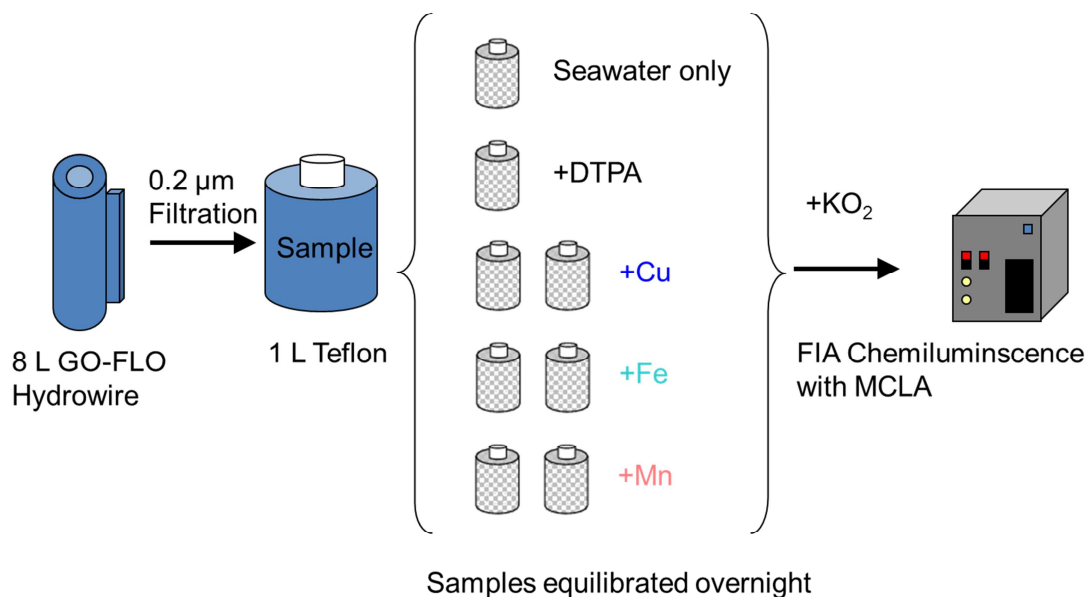 8 L GO-FLO
Hydrowire
0.2 µm
Filtration
Sample
1 L Teflon
Seawater only
+DTPA
+Cu
+Fe
+Mn
Samples equilibrated overnight
+KO₂
FIA Chemiluminscence
with MCLA